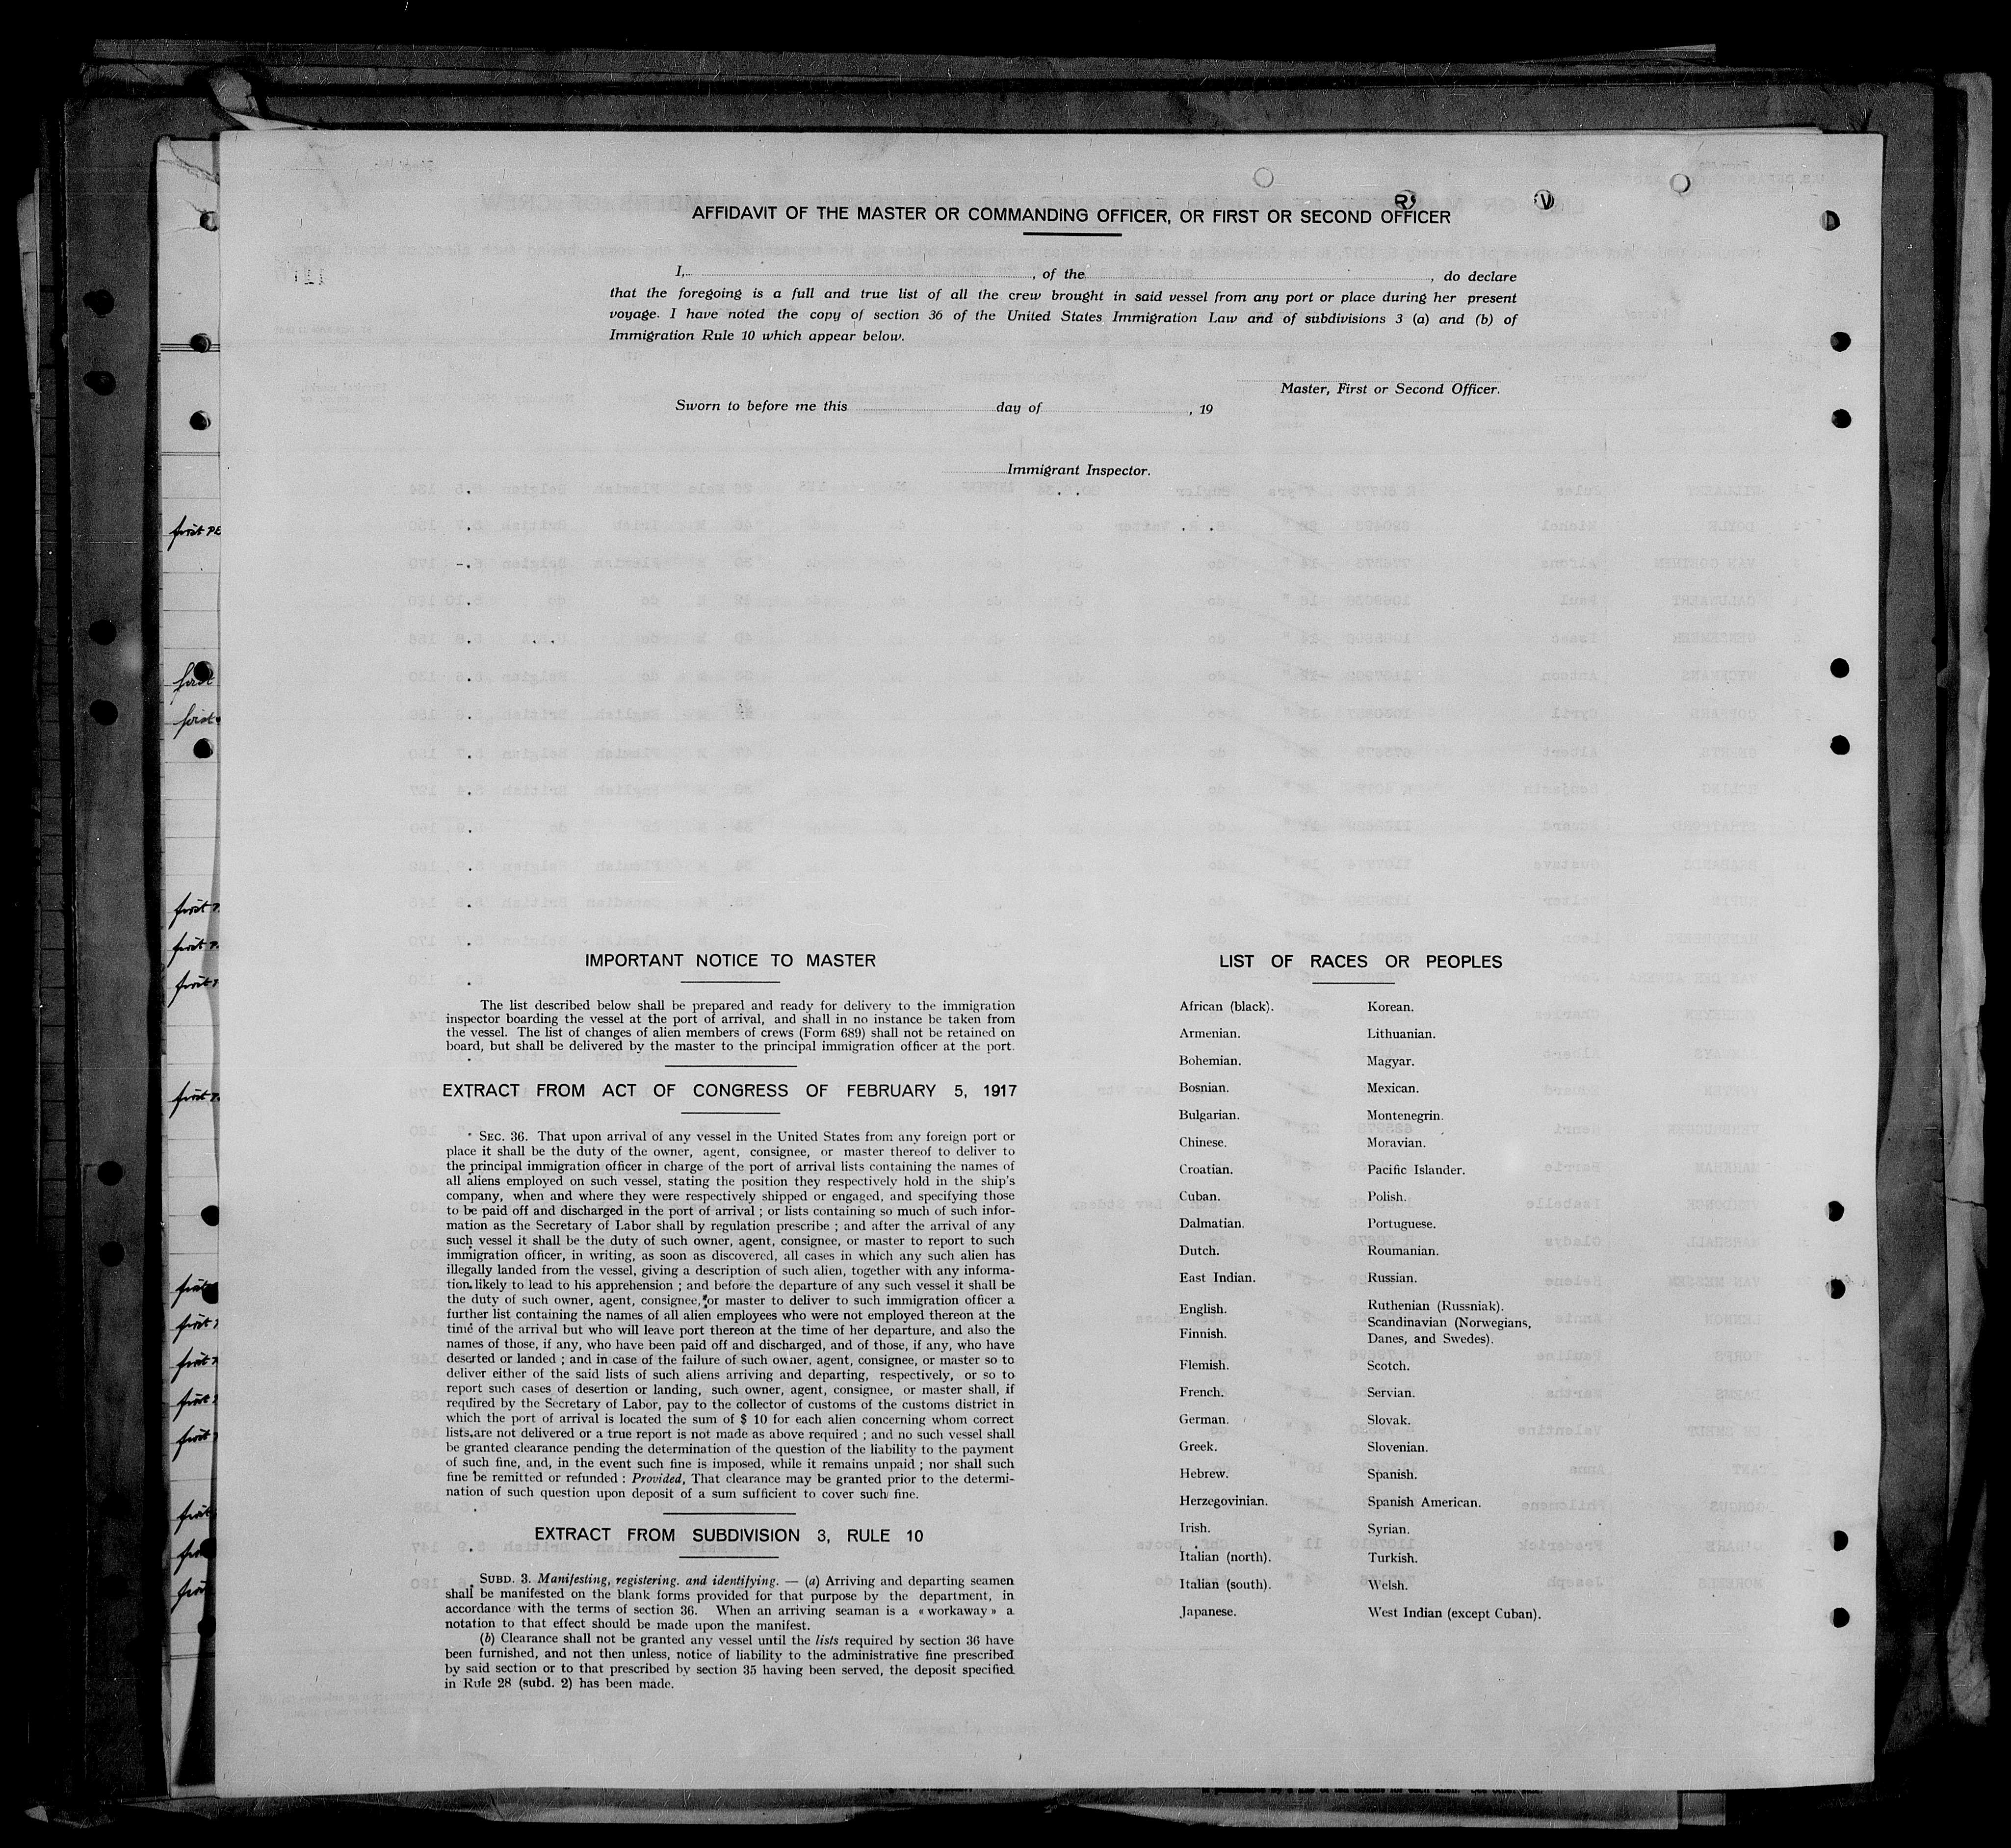 AFFIDAVIT OF THE MASTER OR COMMANDING OFFICER, OR FIRST OR SECOND OFFICER
I, , of the , do declare
that the foregoing is a full and true list of all the crew brought in said vessel from any port or place during her present
voyage. I have noted the copy of section 36 of the United States Immigration Law and of subdivisions 3 (a) and (b) of
Immigration Rule 10 which appear below.
Master, First or Second Officer.
Sworn to before me this day of , 19
Immigrant Inspector.
IMPORTANT NOTICE TO MASTER
The list described below shall be prepared and ready for delivery to the immigration
inspector boarding the vessel at the port of arrival, and shall in no instance be taken from
the vessel. The list of changes of alien members of crews (Form 689) shall not be retained on
board, but shall be delivered by the master to the principal immigration officer at the port.
EXTRACT FROM ACT OF CONGRESS OF FEBRUARY 5, 1917
SEC. 36. That upon arrival of any vessel in the United States from any foreign port or
place it shall be the duty of the owner, agent, consignee, or master thereof to deliver to
the principal immigration officer in charge of the port of arrival lists containing the names of
all aliens employed on such vessel, stating the position they respectively hold in the ship's
company, when and where they were respectively shipped or engaged, and specifying those
to be paid off and discharged in the port of arrival ; or lists containing so much of such infor-
mation as the Secretary of Labor shall by regulation prescribe ; and after the arrival of any
such vessel it shall be the duty of such owner, agent, consignee, or master to report to such
immigration officer, in writing, as soon as discovered, all cases in which any such alien has
illegally landed from the vessel, giving a description of such alien, together with any informa-
tion likely to lead to his apprehension ; and before the departure of any such vessel it shall be
the duty of such owner, agent, consignee, or master to deliver to such immigration officer a
further list containing the names of all alien employees who were not employed thereon at the
time of the arrival but who will leave port thereon at the time of her departure, and also the
names of those, if any, who have been paid off and discharged, and of those, if any, who have
deserted or landed ; and in case of the failure of such owner, agent, consignee, or master so to
deliver either of the said lists of such aliens arriving and departing, respectively, or so to
report such cases of desertion or landing, such owner, agent, consignee, or master shall, if
required by the Secretary of Labor, pay to the collector of customs of the customs district in
which the port of arrival is located the sum of $ 10 for each alien concerning whom correct
lists are not delivered or a true report is not made as above required ; and no such vessel shall
be granted clearance pending the determination of the question of the liability to the payment
of such fine, and, in the event such fine is imposed, while it remains unpaid ; nor shall such
fine be remitted or refunded : Provided, That clearance may be granted prior to the determi-
nation of such question upon deposit of a sum sufficient to cover such fine.
EXTRACT FROM SUBDIVISION 3, RULE 10
SUBD. 3. Manifesting, registering. and identifying. — (a) Arriving and departing seamen
shall be manifested on the blank forms provided for that purpose by the department, in
accordance with the terms of section 36. When an arriving seaman is a « workaway » a
notation to that effect should be made upon the manifest.
(b) Clearance shall not be granted any vessel until the lists required by section 36 have
been furnished, and not then unless, notice of liability to the administrative fine prescribed
by said section or to that prescribed by section 35 having been served, the deposit specified
in Rule 28 (subd. 2) has been made.
LIST OF RACES OR PEOPLES
African (black).
Armenian.
Bohemian.
Bosnian.
Bulgarian.
Chinese.
Croatian.
Cuban.
Dalmatian.
Dutch.
East Indian.
English.
Finnish.
Flemish.
French.
German.
Greek.
Hebrew.
Herzegovinian.
Irish.
Italian (north).
Italian (south).
Japanese.
Korean.
Lithuanian.
Magyar.
Mexican.
Montenegrin.
Moravian.
Pacific Islander.
Polish.
Portuguese.
Roumanian.
Russian.
Ruthenian (Russniak).
Scandinavian (Norwegians,
Danes, and Swedes).
Scotch.
Servian.
Slovak.
Slovenian.
Spanish.
Spanish American.
Syrian.
Turkish.
Welsh.
West Indian (except Cuban).